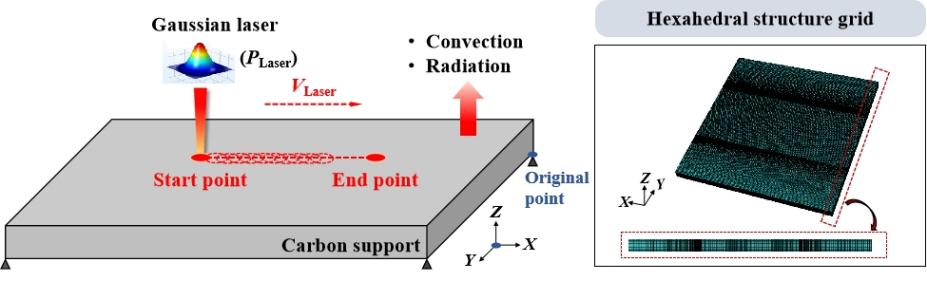 Gaussian laser
(PLaser)
VLaser
• Convection
• Radiation
Start point
End point
Original
point
Carbon support
Z
X
Y
Hexahedral structure grid
Z
Y
X